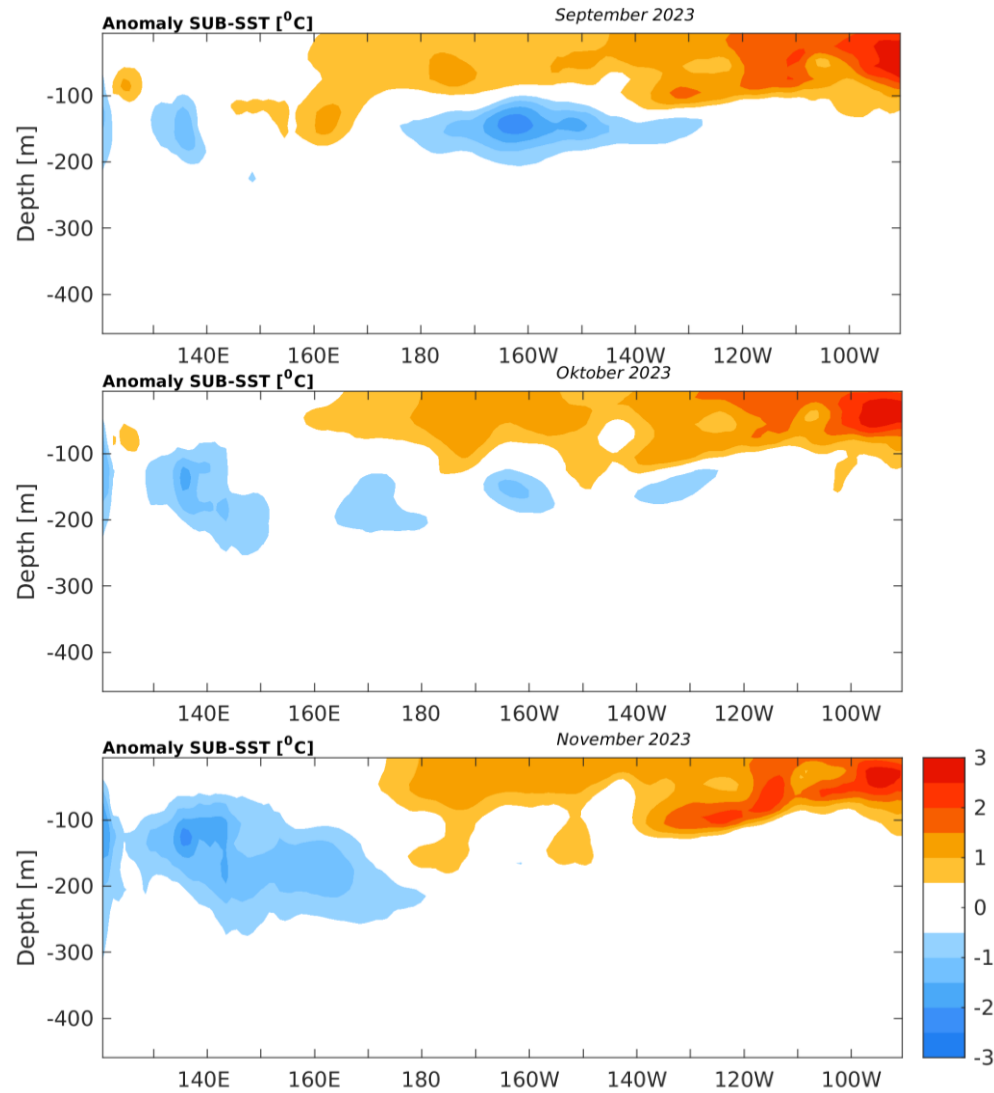 September 2023
Anomaly SUB-SST [⁰C]
-100
-200
-300
-400
Depth [m]
140E 160E 180 160W 140W 120W 100W
Oktober 2023
Anomaly SUB-SST [⁰C]
-100
-200
-300
-400
Depth [m]
140E 160E 180 160W 140W 120W 100W
November 2023
Anomaly SUB-SST [⁰C]
-100
-200
-300
-400
Depth [m]
140E 160E 180 160W 140W 120W 100W
3
2
1
0
-1
-2
-3